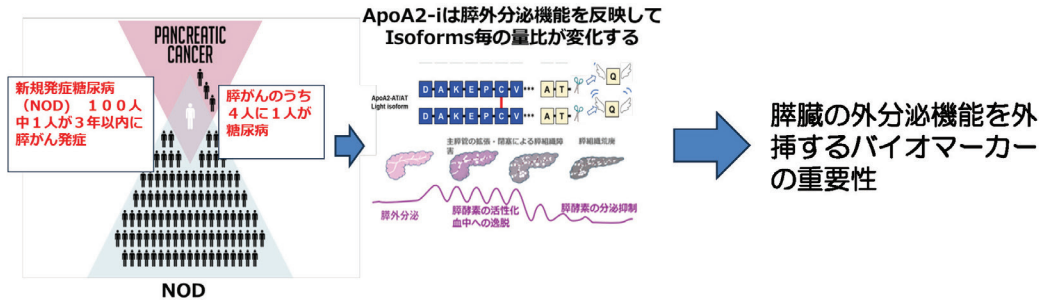 PANCREATIC
CANCER
新規発症糖尿病
(NOD) １００人
中１人が３年以内に
膵がん発症
膵がんのうち
４人に１人が
糖尿病
NOD
ApoA2-iは膵外分泌機能を反映して
Isoforms毎の量比が変化する
ApoA2-AT/AT
Light isoform
D A K E P C V ••• A T Q
D A K E P C V ••• A T Q
主膵管の拡張・閉塞による膵組織障
害
膵組織荒廃
膵外分泌
膵酵素の活性化
血中への逸脱
膵酵素の分泌抑制
膵臓の外分泌機能を外
挿するバイオマーカー
の重要性